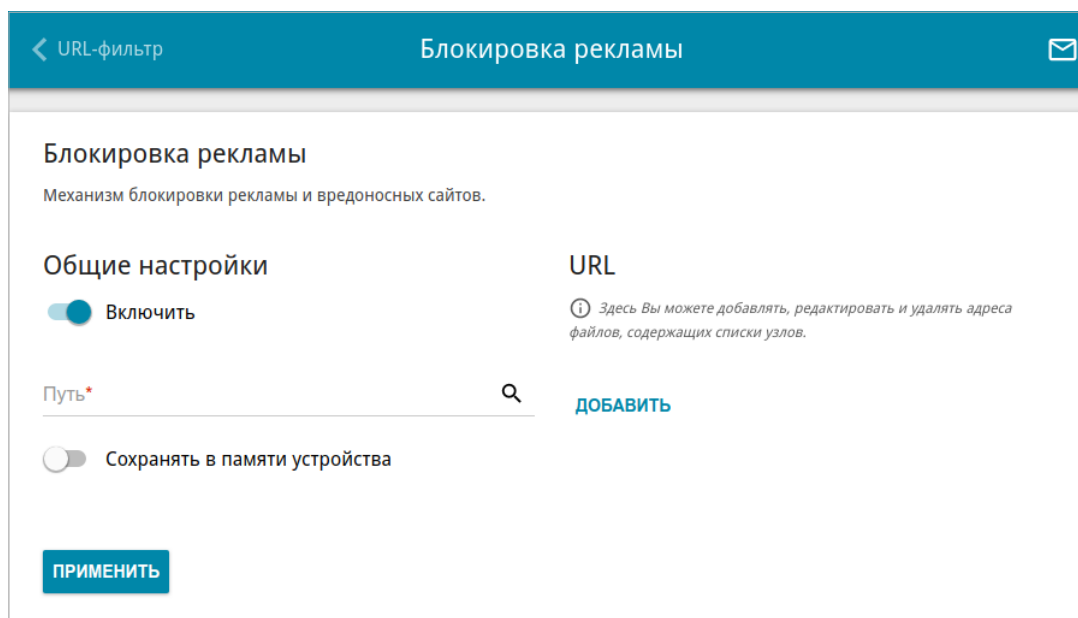 URL-фильтр
Блокировка рекламы
Блокировка рекламы
Механизм блокировки рекламы и вредоносных сайтов.
Общие настройки
Включить
Путь*
Сохранять в памяти устройства
ПРИМЕНИТЬ
URL
Здесь Вы можете добавлять, редактировать и удалять адреса
файлов, содержащих списки узлов.
ДОБАВИТЬ